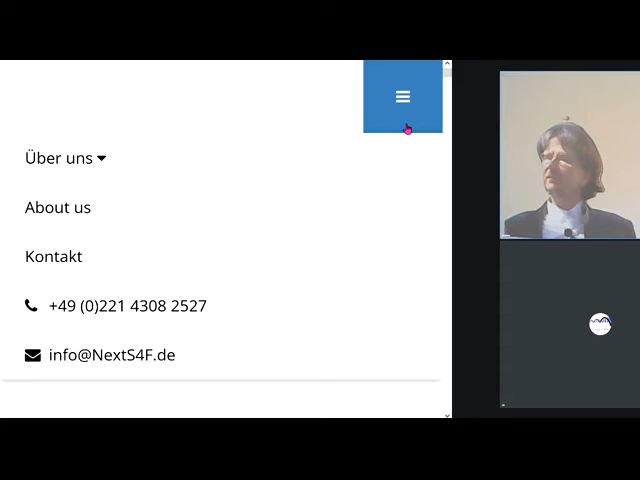 Über uns
About us
Kontakt
+49 (0)221 4308 2527
info@NextS4F.de